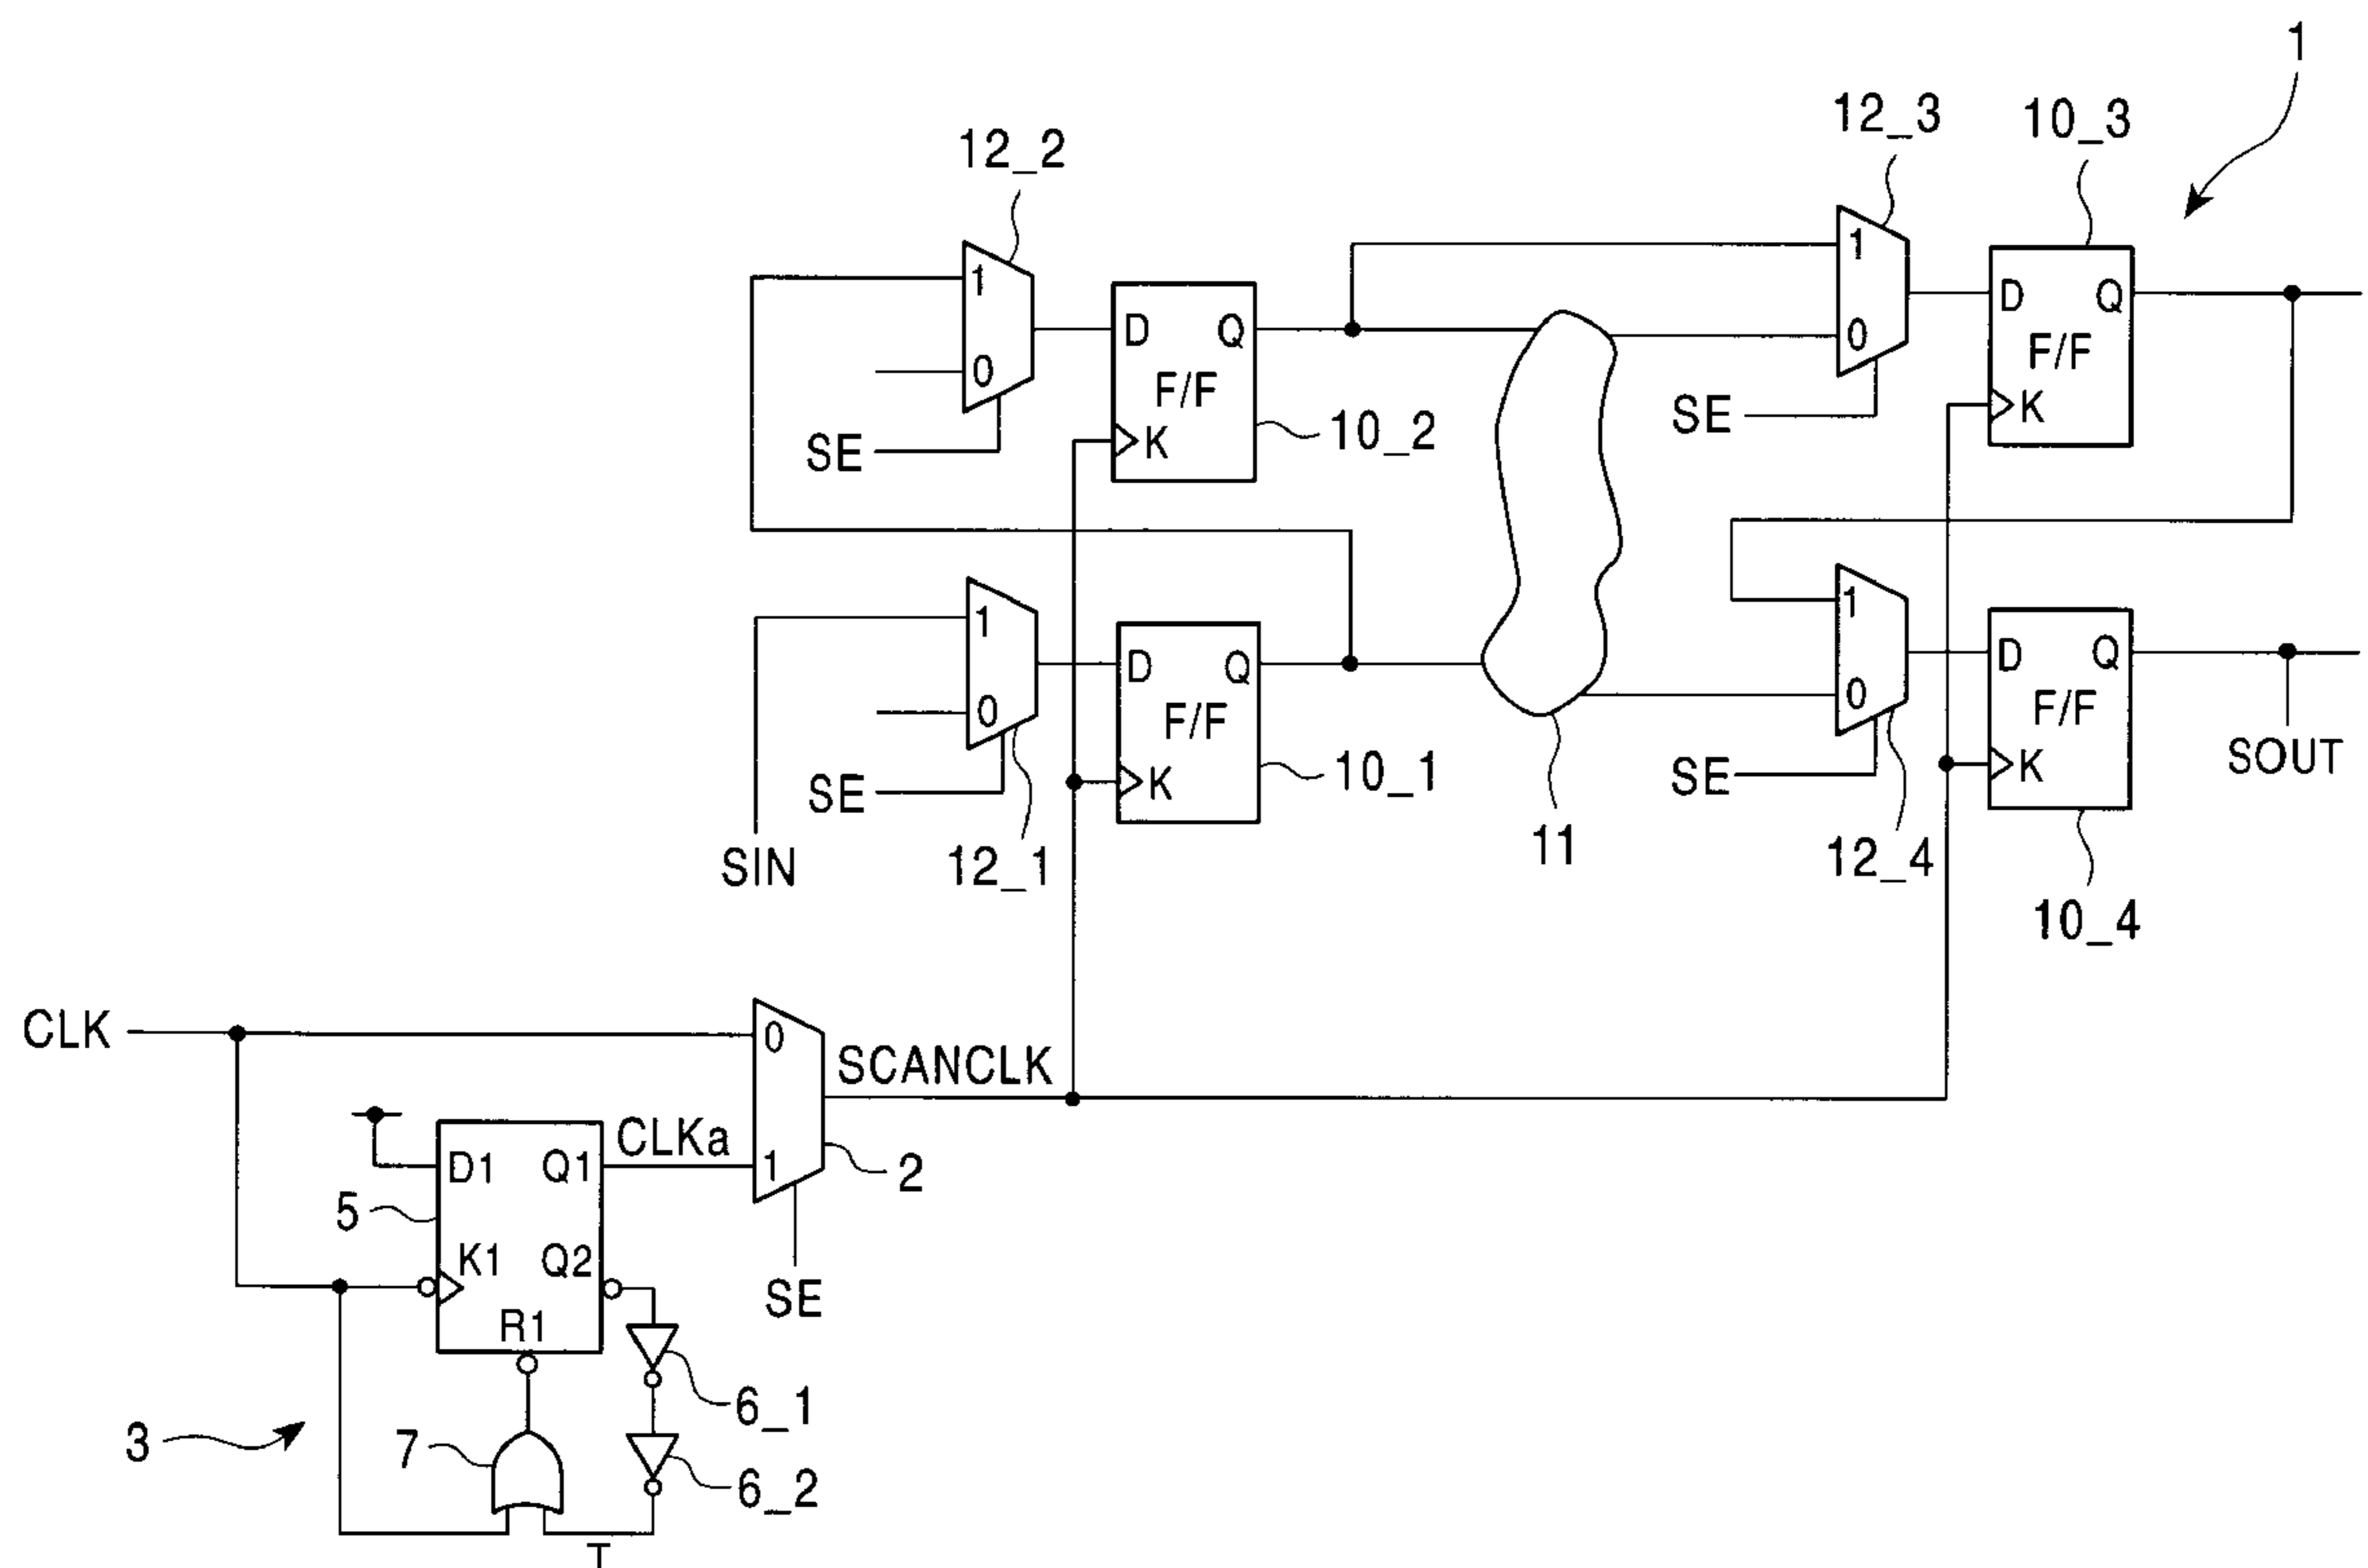 1
12_3
10_3
12_2
1
0
SE
D
Q
F/F
K
10_2
1
0
SE
D
Q
F/F
K
1
0
SE
SIN
12_1
D
Q
F/F
K
10_1
11
1
0
SE
12_4
D
Q
F/F
K
10_4
SOUT
CLK
0
1
SCANCLK
CLKa
2
SE
D1
Q1
K1
Q2
R1
5
6_1
6_2
3
7
T